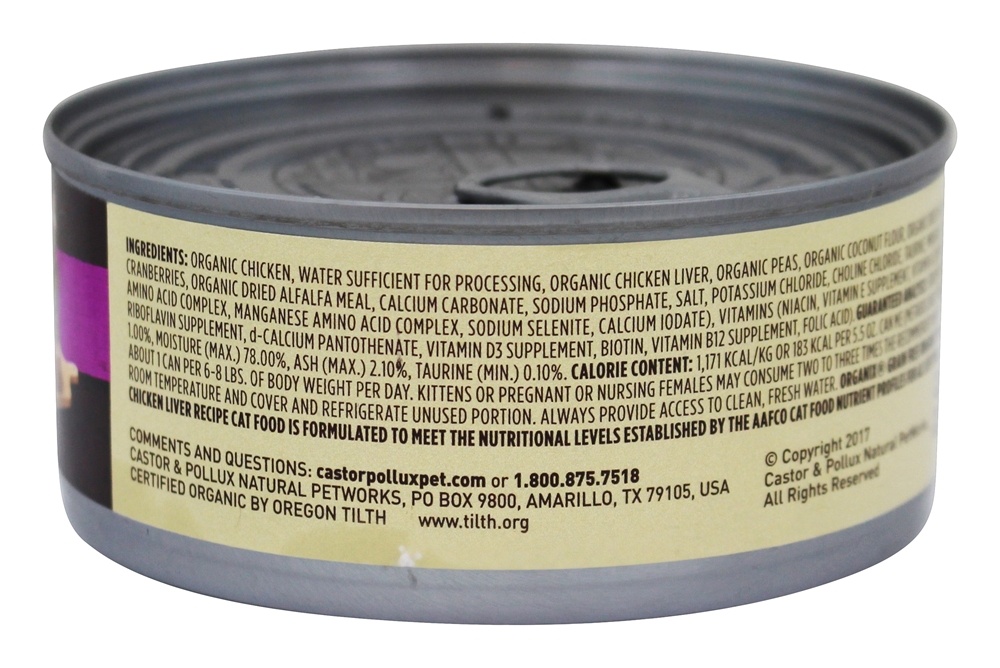 INGREDIENTS: ORGANIC CHICKEN, WATER SUFFICIENT FOR PROCESSING, ORGANIC CHICKEN LIVER, ORGANIC PEAS, ORGANIC COCONUT FLOUR,
CRANBERRIES, ORGANIC DRIED ALFALFA MEAL, CALCIUM CARBONATE, SODIUM PHOSPHATE, SALT, POTASSIUM CHLORIDE, CHOLINE CHLORIDE, TAURINE,
AMINO ACID COMPLEX, MANGANESE AMINO ACID COMPLEX, SODIUM SELENITE, CALCIUM IODATE), VITAMINS (NIACIN, VITAMIN E SUPPLEMENT,
RIBOFLAVIN SUPPLEMENT, d-CALCIUM PANTOTHENATE, VITAMIN D3 SUPPLEMENT, BIOTIN, VITAMIN B12 SUPPLEMENT, FOLIC ACID). GUARANTEED
1.00%, MOISTURE (MAX.) 78.00%, ASH (MAX.) 2.10%, TAURINE (MIN.) 0.10%. CALORIE CONTENT: 1,171 KCAL/KG OR 183 KCAL PER 5.5 OZ. CAN
ABOUT 1 CAN PER 6-8 LBS. OF BODY WEIGHT PER DAY. KITTENS OR PREGNANT OR NURSING FEMALES MAY CONSUME TWO TO THREE TIMES THE
ROOM TEMPERATURE AND COVER AND REFRIGERATE UNUSED PORTION. ALWAYS PROVIDE ACCESS TO CLEAN, FRESH WATER. ORGANIX® GRAIN FREE
CHICKEN LIVER RECIPE CAT FOOD IS FORMULATED TO MEET THE NUTRITIONAL LEVELS ESTABLISHED BY THE AAFCO CAT FOOD NUTRIENT PROFILES
COMMENTS AND QUESTIONS: castorpolluxpet.com or 1.800.875.7518
CASTOR & POLLUX NATURAL PETWORKS, PO BOX 9800, AMARILLO, TX 79105, USA
CERTIFIED ORGANIC BY OREGON TILTH www.tilth.org
© Copyright 2017
Castor & Pollux Natural PetWorks.
All Rights Reserved